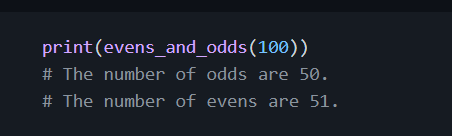 print(evens_and_odds(100))
# The number of odds are 50.
# The number of evens are 51.